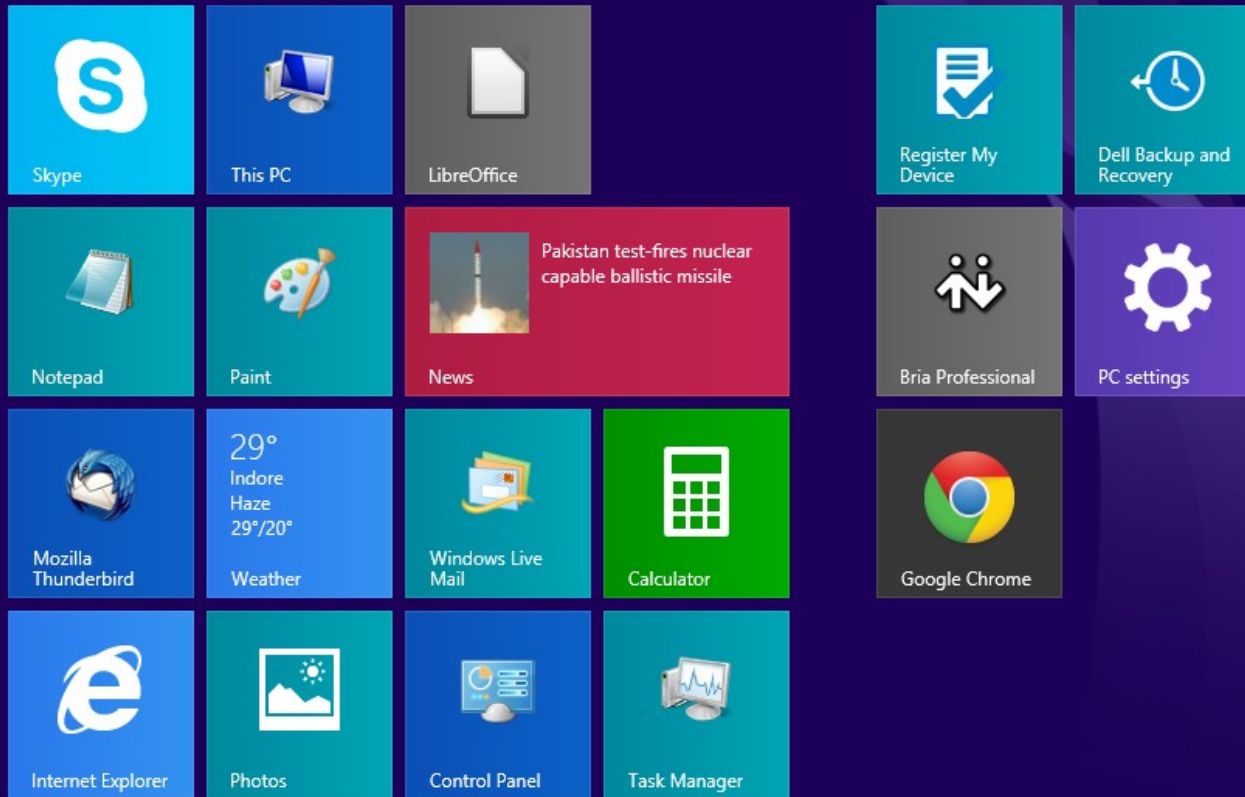 Skype
This PC
LibreOffice
Register My
Device
Dell Backup and
Recovery
Notepad
Paint
Pakistan test-fires nuclear
capable ballistic missile
News
Bria Professional
PC settings
Mozilla
Thunderbird
29°
Indore
Haze
29°/20°
Weather
Windows Live
Mail
Calculator
Google Chrome
Internet Explorer
Photos
Control Panel
Task Manager